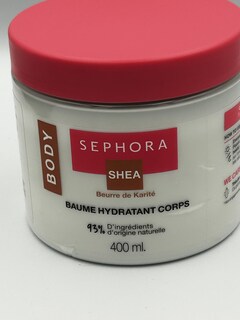 BODY
SEPHORA
SHEA
Beurre de Karité
BAUME HYDRATANT CORPS
93% D'ingrédients
d'origine naturelle
400 ml.